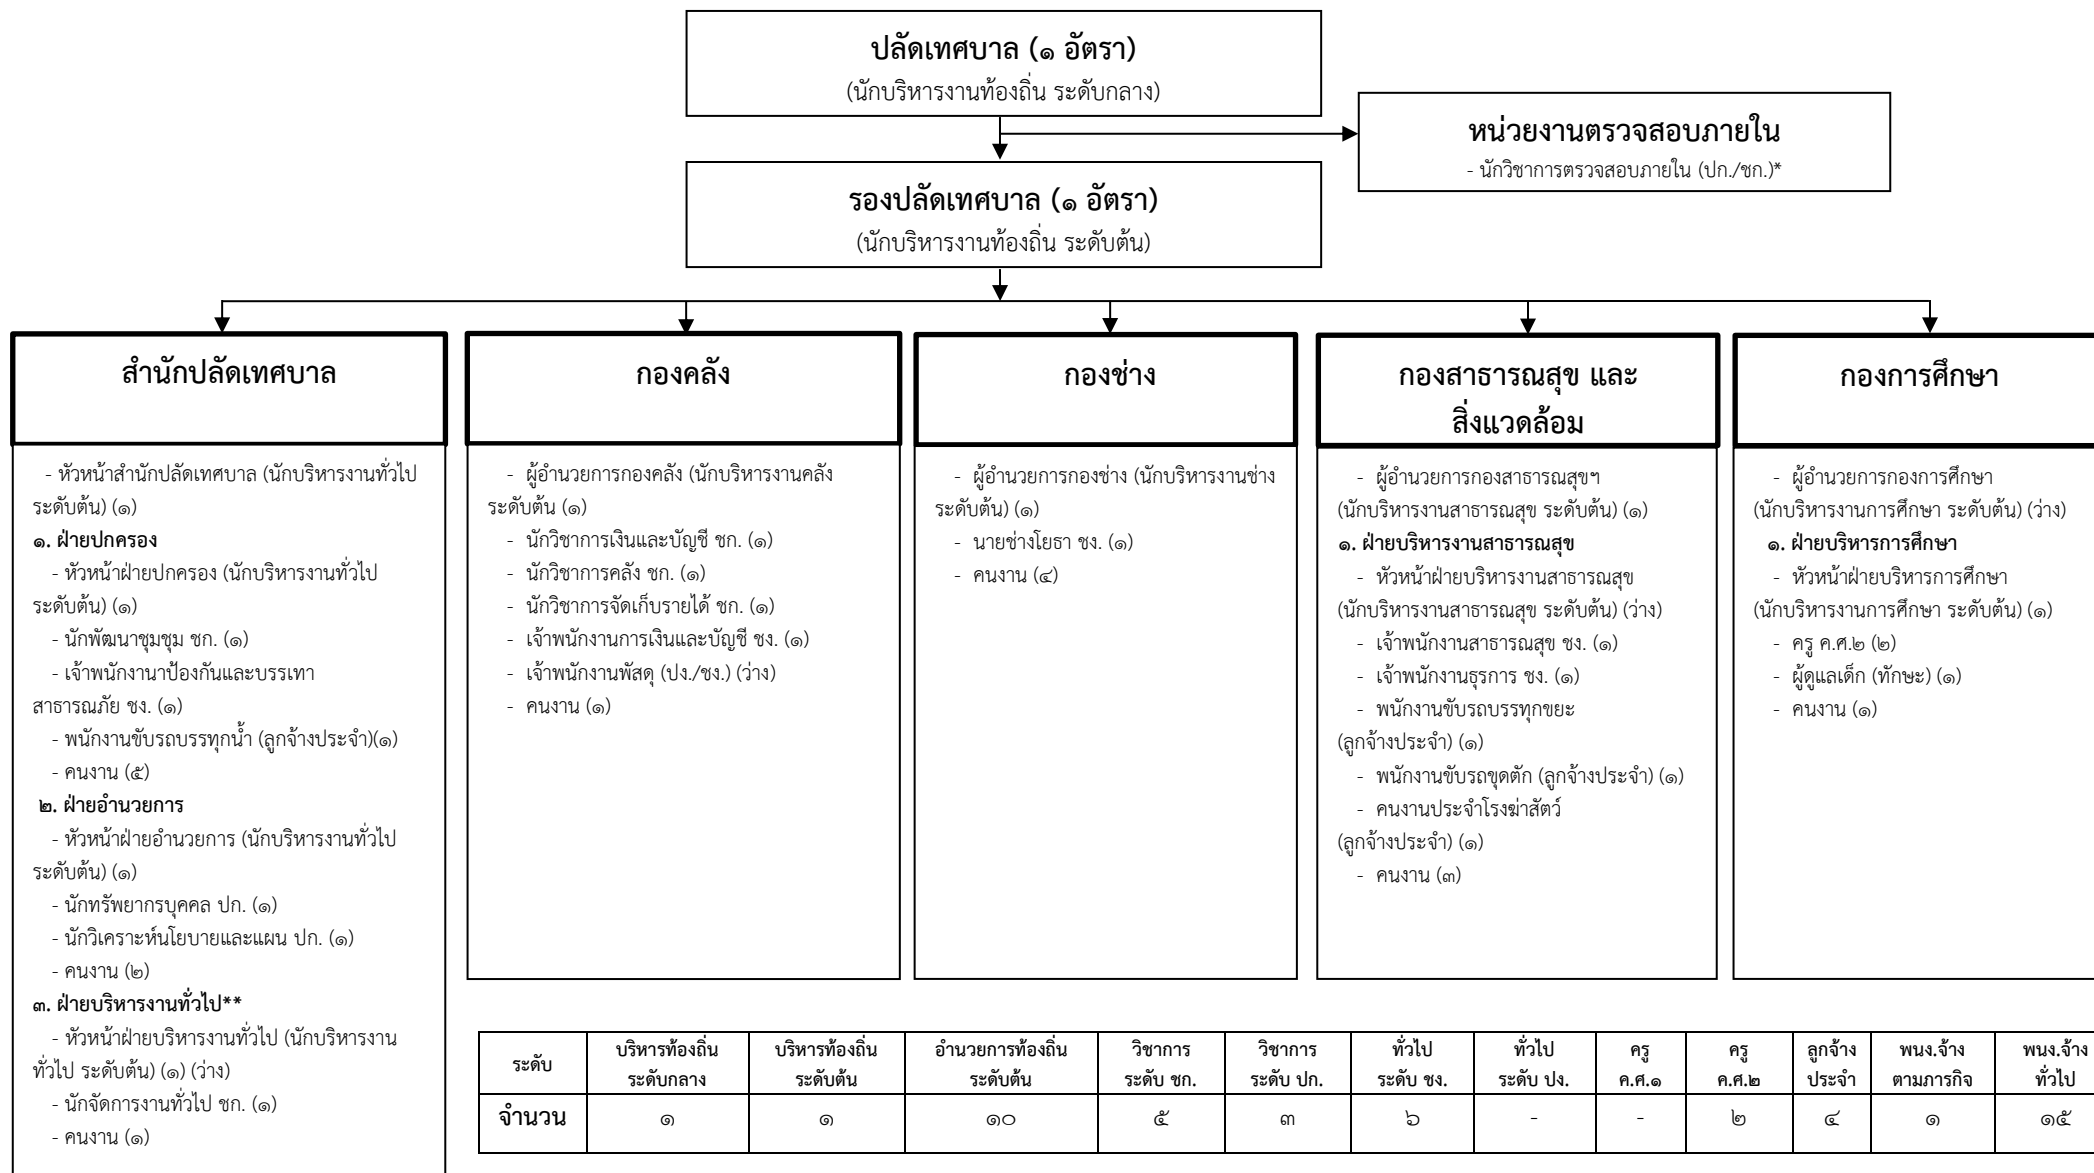 ปลัดเทศบาล (๑ อัตรา)
(นักบริหารงานท้องถิ่น ระดับกลาง)
หน่วยงานตรวจสอบภายใน
- นักวิชาการตรวจสอบภายใน (ปก./ชก.)*
รองปลัดเทศบาล (๑ อัตรา)
(นักบริหารงานท้องถิ่น ระดับต้น)
สำนักปลัดเทศบาล
- หัวหน้าสำนักปลัดเทศบาล (นักบริหารงานทั่วไป
ระดับต้น) (๑)
๑. ฝ่ายปกครอง
- หัวหน้าฝ่ายปกครอง (นักบริหารงานทั่วไป
ระดับต้น) (๑)
- นักพัฒนาชุมชุม ชก. (๑)
- เจ้าพนักงานาป้องกันและบรรเทา
สาธารณภัย ชง. (๑)
- พนักงานขับรถบรรทุกน้ำ (ลูกจ้างประจำ)(๑)
- คนงาน (๕)
๒. ฝ่ายอำนวยการ
- หัวหน้าฝ่ายอำนวยการ (นักบริหารงานทั่วไป
ระดับต้น) (๑)
- นักทรัพยากรบุคคล ปก. (๑)
- นักวิเคราะห์นโยบายและแผน ปก. (๑)
- คนงาน (๒)
๓. ฝ่ายบริหารงานทั่วไป**
- หัวหน้าฝ่ายบริหารงานทั่วไป (นักบริหารงาน
ทั่วไป ระดับต้น) (๑) (ว่าง)
- นักจัดการงานทั่วไป ชก. (๑)
- คนงาน (๑)
กองคลัง
- ผู้อำนวยการกองคลัง (นักบริหารงานคลัง
ระดับต้น (๑)
- นักวิชาการเงินและบัญชี ชก. (๑)
- นักวิชาการคลัง ชก. (๑)
- นักวิชาการจัดเก็บรายได้ ชก. (๑)
- เจ้าพนักงานการเงินและบัญชี ชง. (๑)
- เจ้าพนักงานพัสดุ (ปง./ชง.) (ว่าง)
- คนงาน (๑)
กองช่าง
- ผู้อำนวยการกองช่าง (นักบริหารงานช่าง
ระดับต้น) (๑)
- นายช่างโยธา ชง. (๑)
- คนงาน (๔)
กองสาธารณสุข และ
สิ่งแวดล้อม
- ผู้อำนวยการกองสาธารณสุขฯ
(นักบริหารงานสาธารณสุข ระดับต้น) (๑)
๑. ฝ่ายบริหารงานสาธารณสุข
- หัวหน้าฝ่ายบริหารงานสาธารณสุข
(นักบริหารงานสาธารณสุข ระดับต้น) (ว่าง)
- เจ้าพนักงานสาธารณสุข ชง. (๑)
- เจ้าพนักงานธุรการ ชง. (๑)
- พนักงานขับรถบรรทุกขยะ
(ลูกจ้างประจำ) (๑)
- พนักงานขับรถขุดตัก (ลูกจ้างประจำ) (๑)
- คนงานประจำโรงฆ่าสัตว์
(ลูกจ้างประจำ) (๑)
- คนงาน (๓)
กองการศึกษา
- ผู้อำนวยการกองการศึกษา
(นักบริหารงานการศึกษา ระดับต้น) (ว่าง)
๑. ฝ่ายบริหารการศึกษา
- หัวหน้าฝ่ายบริหารการศึกษา
(นักบริหารงานการศึกษา ระดับต้น) (๑)
- ครู ค.ศ.๒ (๒)
- ผู้ดูแลเด็ก (ทักษะ) (๑)
- คนงาน (๑)
ระดับ บริหารท้องถิ่น บริหารท้องถิ่น อำนวยการท้องถิ่น วิชาการ วิชาการ ทั่วไป ทั่วไป ครู ครู ลูกจ้าง พนง.จ้าง พนง.จ้าง
ระดับกลาง ระดับต้น ระดับต้น ระดับ ชก. ระดับ ปก. ระดับ ชง. ระดับ ปง. ค.ศ.๑ ค.ศ.๒ ประจำ ตามภารกิจ ทั่วไป
จำนวน ๑ ๑ ๑๐ ๕ ๓ ๖ - - ๒ ๔ ๑ ๑๕